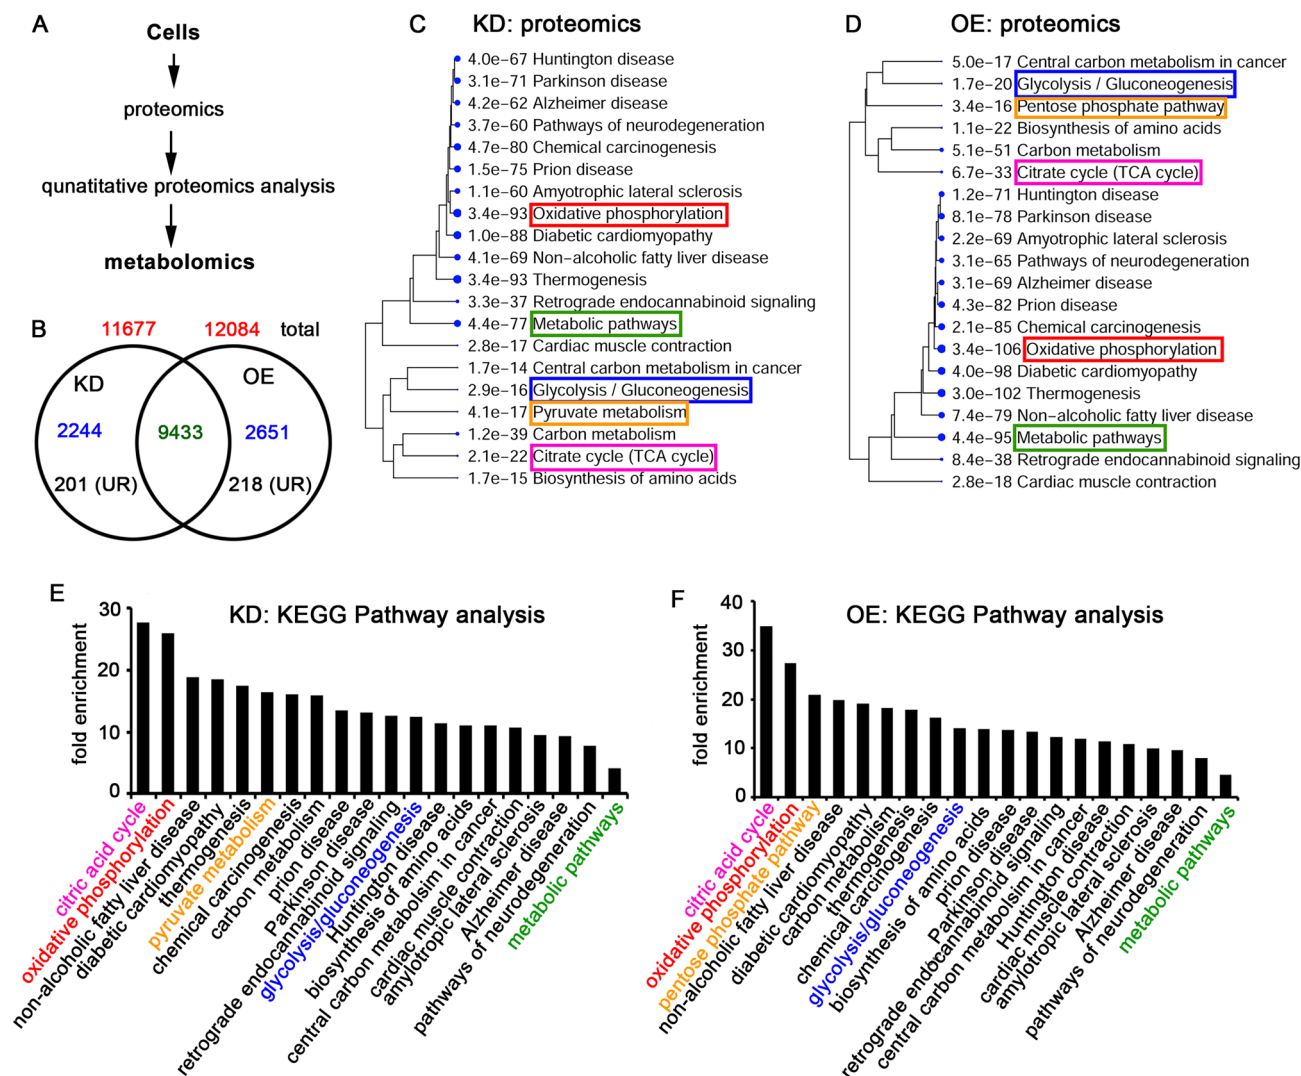 A
Cells
proteomics
qunatitative proteomics analysis
metabolomics
B
11677 12084 total
KD OE
2244 9433 2651
201 (UR) 218 (UR)
C KD: proteomics
4.0e−67 Huntington disease
3.1e−71 Parkinson disease
4.2e−62 Alzheimer disease
3.7e−60 Pathways of neurodegeneration
4.7e−80 Chemical carcinogenesis
1.5e−75 Prion disease
1.1e−60 Amyotrophic lateral sclerosis
3.4e−93 Oxidative phosphorylation
1.0e−88 Diabetic cardiomyopathy
4.1e−69 Non−alcoholic fatty liver disease
3.4e−93 Thermogenesis
3.3e−37 Retrograde endocannabinoid signaling
4.4e−77 Metabolic pathways
2.8e−17 Cardiac muscle contraction
1.7e−14 Central carbon metabolism in cancer
2.9e−16 Glycolysis / Gluconeogenesis
4.1e−17 Pyruvate metabolism
1.2e−39 Carbon metabolism
2.1e−22 Citrate cycle (TCA cycle)
1.7e−15 Biosynthesis of amino acids
D OE: proteomics
5.0e−17 Central carbon metabolism in cancer
1.7e−20 Glycolysis / Gluconeogenesis
3.4e−16 Pentose phosphate pathway
1.1e−22 Biosynthesis of amino acids
5.1e−51 Carbon metabolism
6.7e−33 Citrate cycle (TCA cycle)
1.2e−71 Huntington disease
8.1e−78 Parkinson disease
2.2e−69 Amyotrophic lateral sclerosis
3.1e−65 Pathways of neurodegeneration
3.1e−69 Alzheimer disease
4.3e−82 Prion disease
2.1e−85 Chemical carcinogenesis
3.4e−106 Oxidative phosphorylation
4.0e−98 Diabetic cardiomyopathy
3.0e−102 Thermogenesis
7.4e−79 Non−alcoholic fatty liver disease
4.4e−95 Metabolic pathways
8.4e−38 Retrograde endocannabinoid signaling
2.8e−18 Cardiac muscle contraction
E
KD: KEGG Pathway analysis
fold enrichment
30
20
10
0
citric acid cycle
oxidative phosphorylation
non-alcoholic fatty liver disease
diabetic cardiomyopathy
thermogenesis
pyruvate metabolism
chemical carcinogenesis
carbon metabolism
prion disease
Parkinson disease
retrograde endocannabinoid signaling
glycolysis/gluconeogenesis
Huntington disease
biosynthesis of amino acids
central carbon metabolism in cancer
cardiac muscle contraction
amylotropic lateral sclerosis
Alzheimer disease
pathways of neurodegeneration
metabolic pathways
F
OE: KEGG Pathway analysis
fold enrichment
40
30
20
10
0
citric acid cycle
oxidative phosphorylation
pentose phosphate pathway
non-alcoholic fatty liver disease
diabetic cardiomyopathy
carbon metabolism
thermogenesis
chemical carcinogenesis
glycolysis/gluconeogenesis
biosynthesis of amino acids
prion disease
Parkinson disease
retrograde endocannabinoid signaling
central carbon metabolism in cancer
Huntington disease
cardiac muscle contraction
amylotropic lateral sclerosis
Alzheimer disease
pathways of neurodegeneration
metabolic pathways